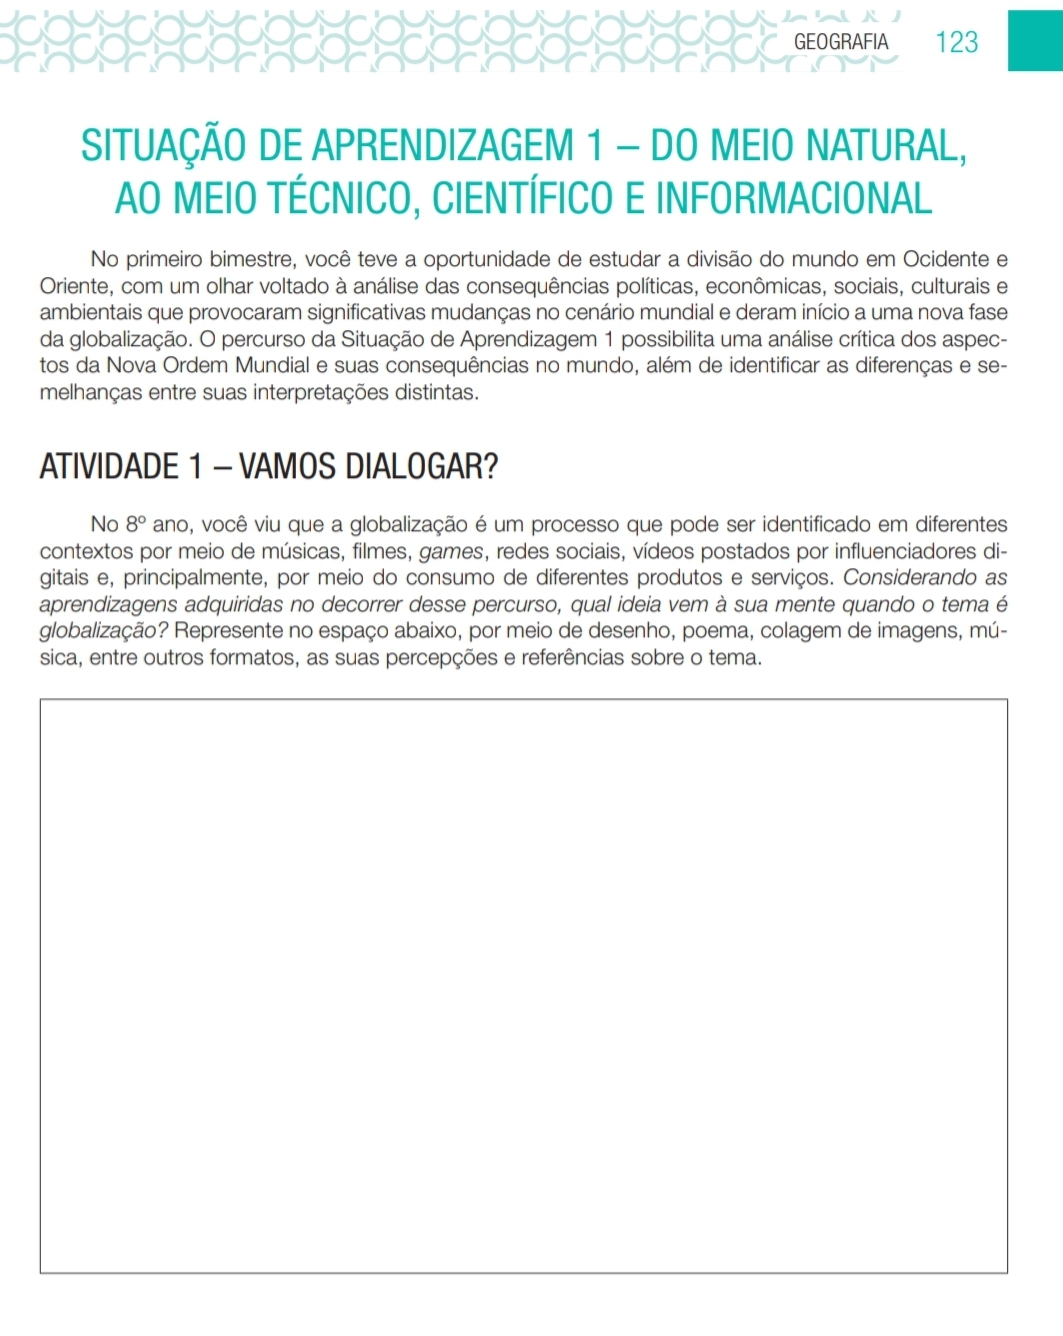 GEOGRAFIA 123
SITUAÇÃO DE APRENDIZAGEM 1 – DO MEIO NATURAL,
AO MEIO TÉCNICO, CIENTÍFICO E INFORMACIONAL
No primeiro bimestre, você teve a oportunidade de estudar a divisão do mundo em Ocidente e
Oriente, com um olhar voltado à análise das consequências políticas, econômicas, sociais, culturais e
ambientais que provocaram significativas mudanças no cenário mundial e deram início a uma nova fase
da globalização. O percurso da Situação de Aprendizagem 1 possibilita uma análise crítica dos aspec-
tos da Nova Ordem Mundial e suas consequências no mundo, além de identificar as diferenças e se-
melhanças entre suas interpretações distintas.
ATIVIDADE 1 – VAMOS DIALOGAR?
No 8º ano, você viu que a globalização é um processo que pode ser identificado em diferentes
contextos por meio de músicas, filmes, games, redes sociais, vídeos postados por influenciadores di-
gitais e, principalmente, por meio do consumo de diferentes produtos e serviços. Considerando as
aprendizagens adquiridas no decorrer desse percurso, qual ideia vem à sua mente quando o tema é
globalização? Represente no espaço abaixo, por meio de desenho, poema, colagem de imagens, mú-
sica, entre outros formatos, as suas percepções e referências sobre o tema.